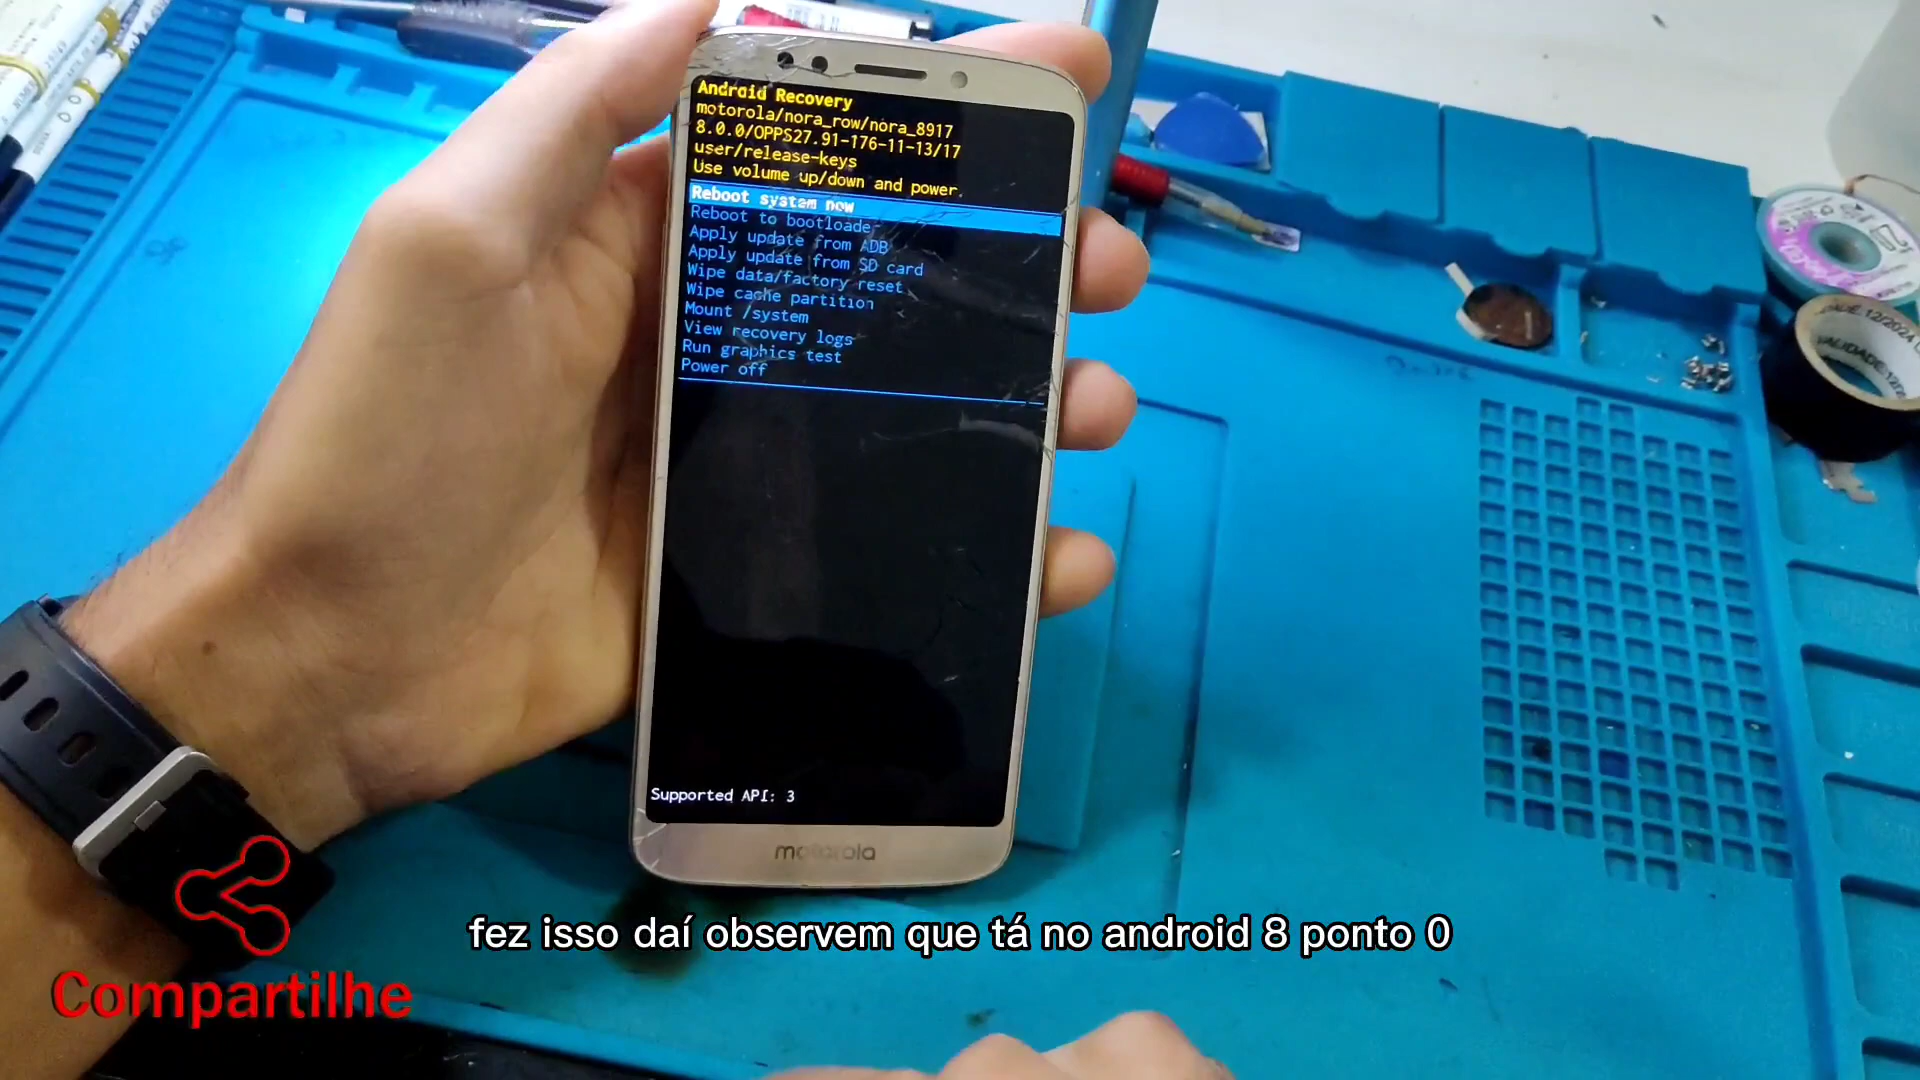 Android Recovery
motorola/nora_row/nora_8917
8.0.0/OPPS27.91-176-11-13/17
user/release-keys
Use volume up/down and power.
Reboot system now
Reboot to bootloader
Apply update from ADB
Apply update from SD card
Wipe data/factory reset
Wipe cache partition
Mount /system
View recovery logs
Run graphics test
Power off
Supported API: 3
motorola
VALIDADE 12/2024
fez isso daí observem que tá no android 8 ponto 0
Compartilhe